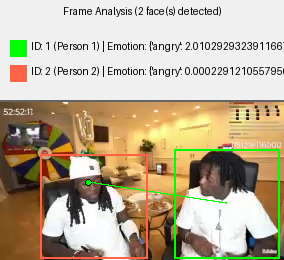 Frame Analysis (2 face(s) detected)
ID: 1 (Person 1) | Emotion: {'angry': 2.0102929323911667
ID: 2 (Person 2) | Emotion: {'angry': 0.000229121055795
52:52:11